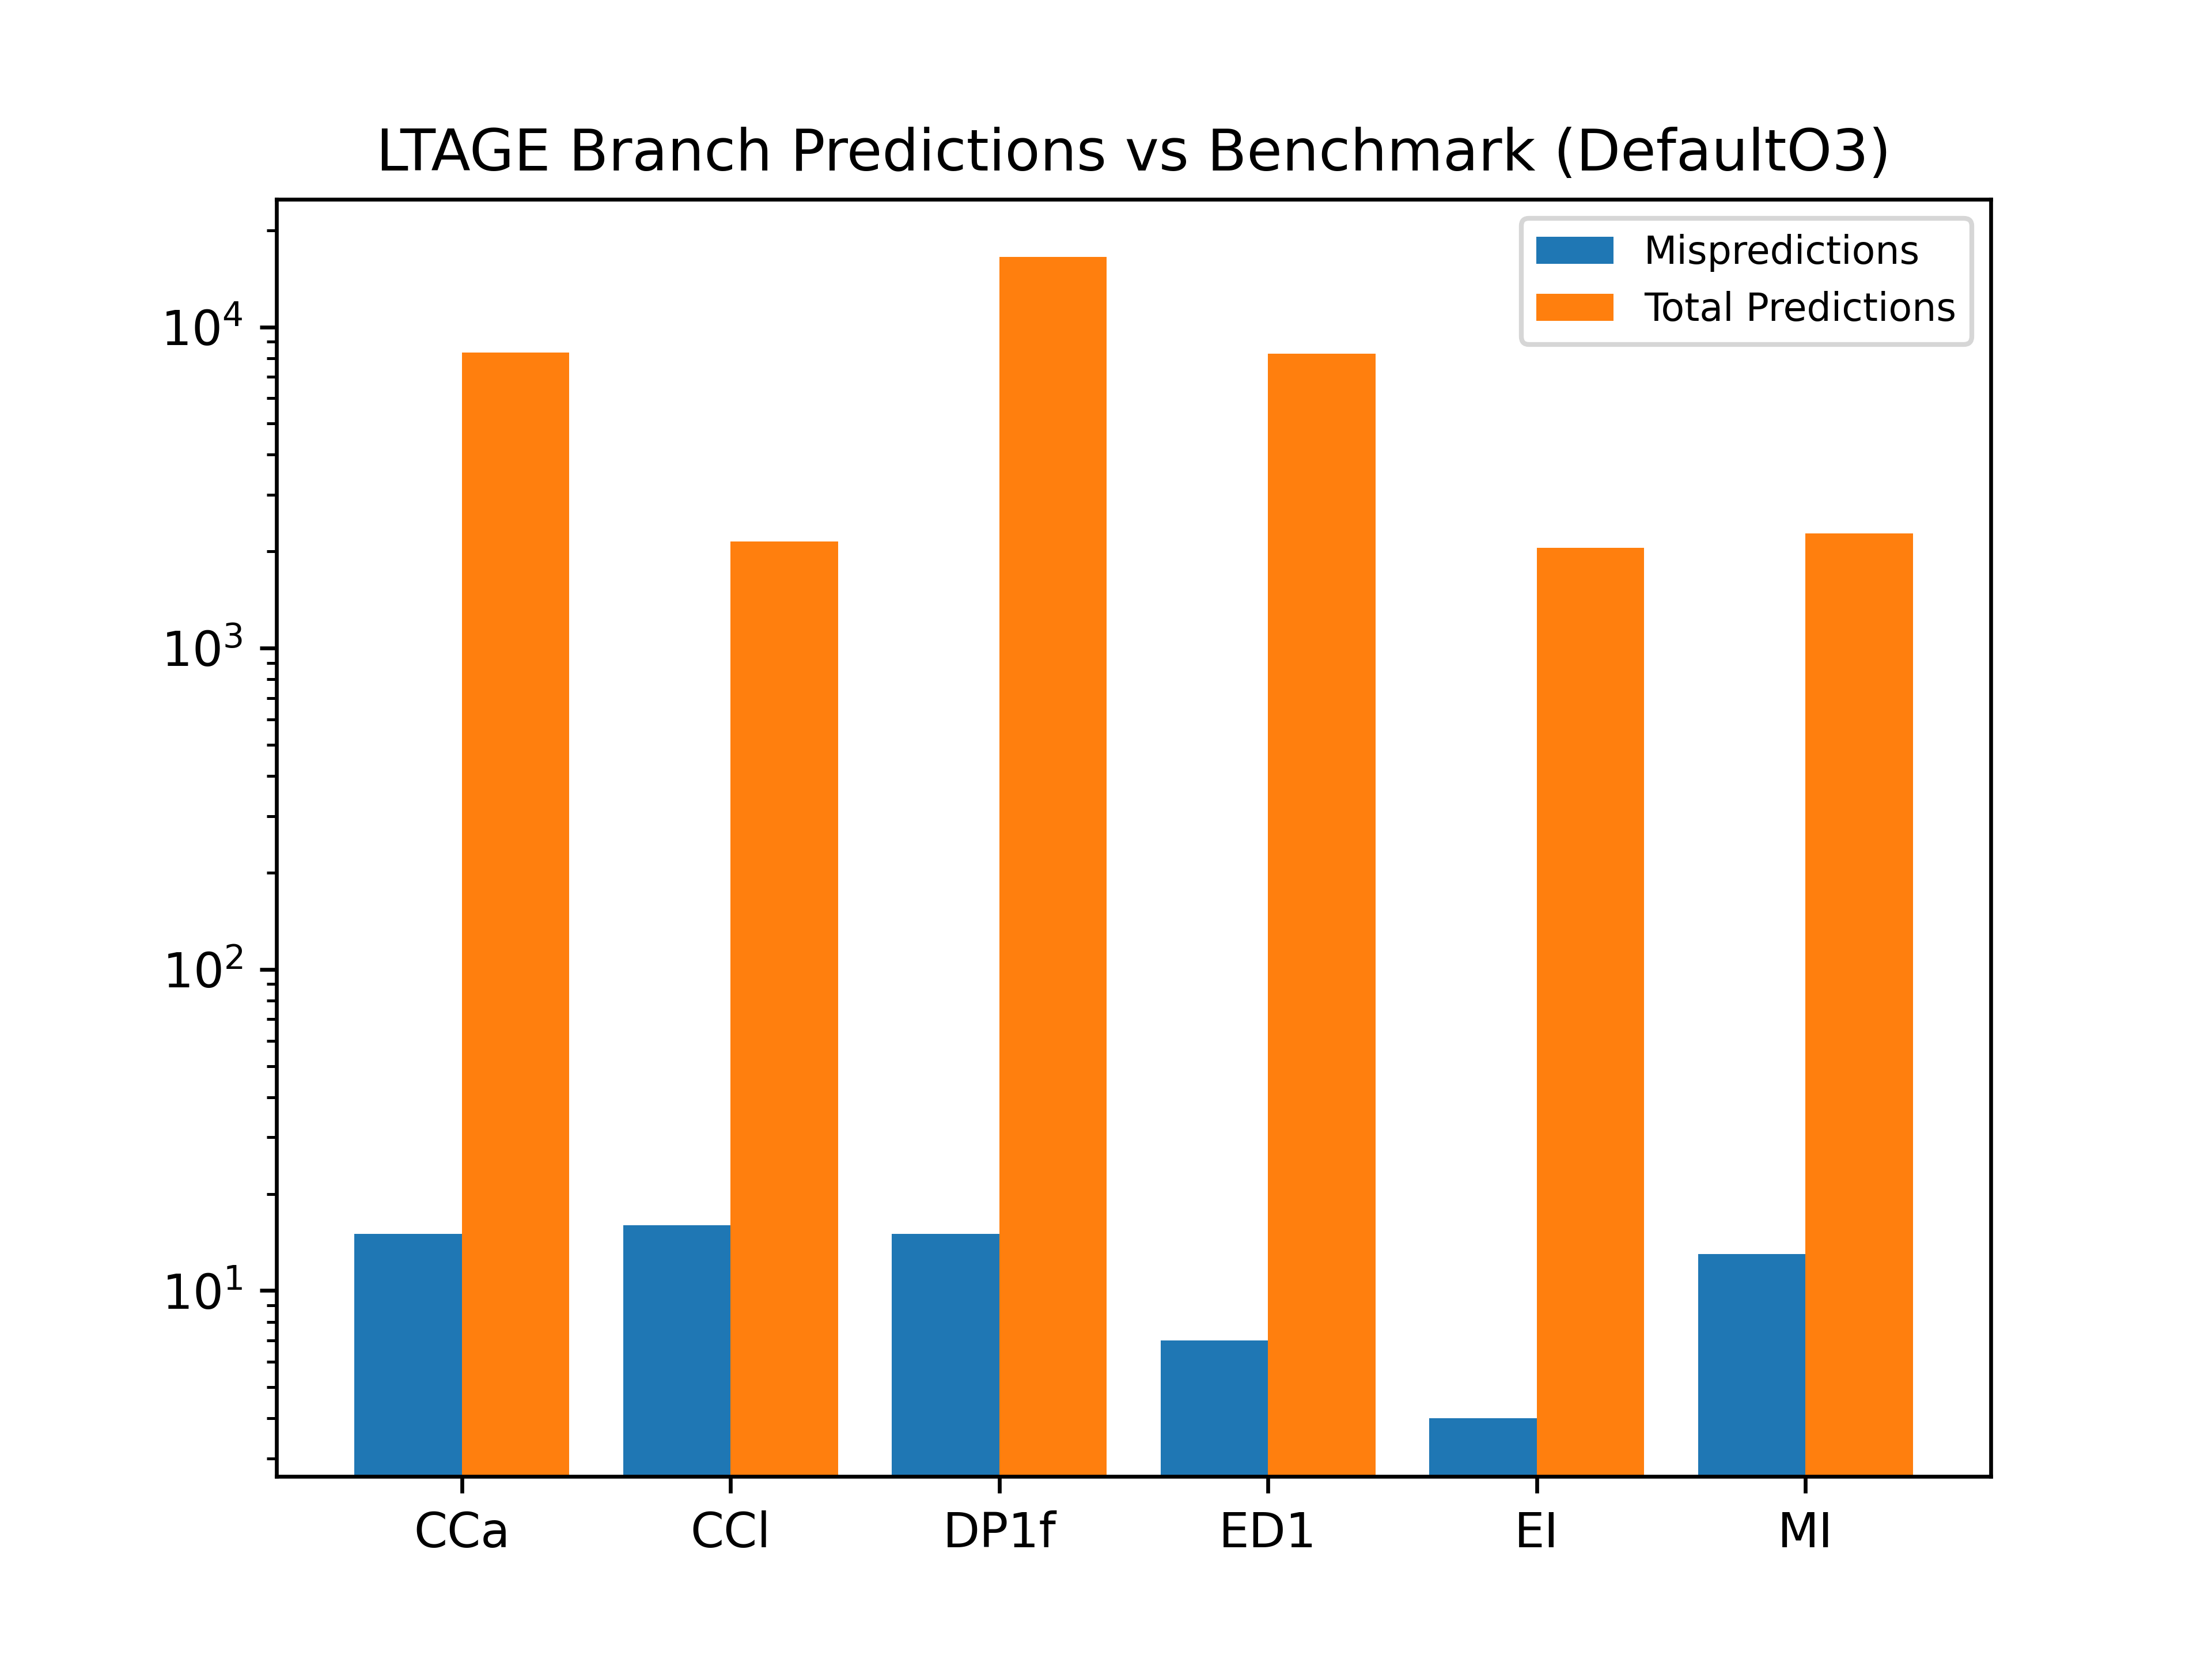 LTAGE Branch Predictions vs Benchmark (DefaultO3)
Mispredictions
Total Predictions
10⁴
10³
10²
10¹
CCa CCl DP1f ED1 EI MI